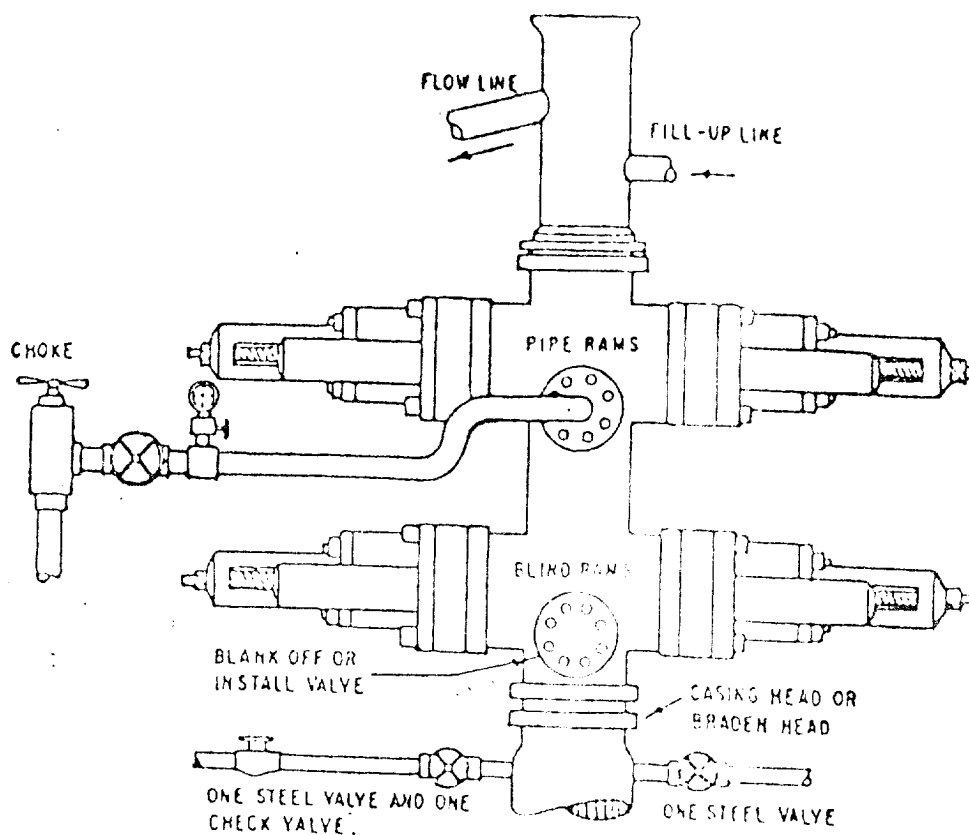 FLOW LINE
FILL-UP LINE
PIPE RAMS
CHOKE
BLIND RAMS
BLANK OFF OR
INSTALL VALVE
CASING HEAD OR
BRADEN HEAD
ONE STEEL VALVE AND ONE
CHECK VALVE.
ONE STEEL VALVE